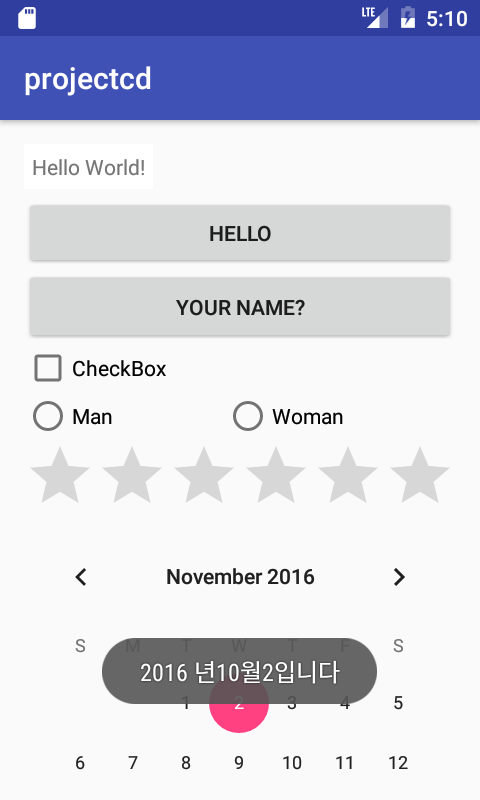 LTE 5:10
projectcd
Hello World!
HELLO
YOUR NAME?
CheckBox
Man Woman
November 2016
S M T W T F S
2016 년10월2입니다
1 2 3 4 5
6 7 8 9 10 11 12